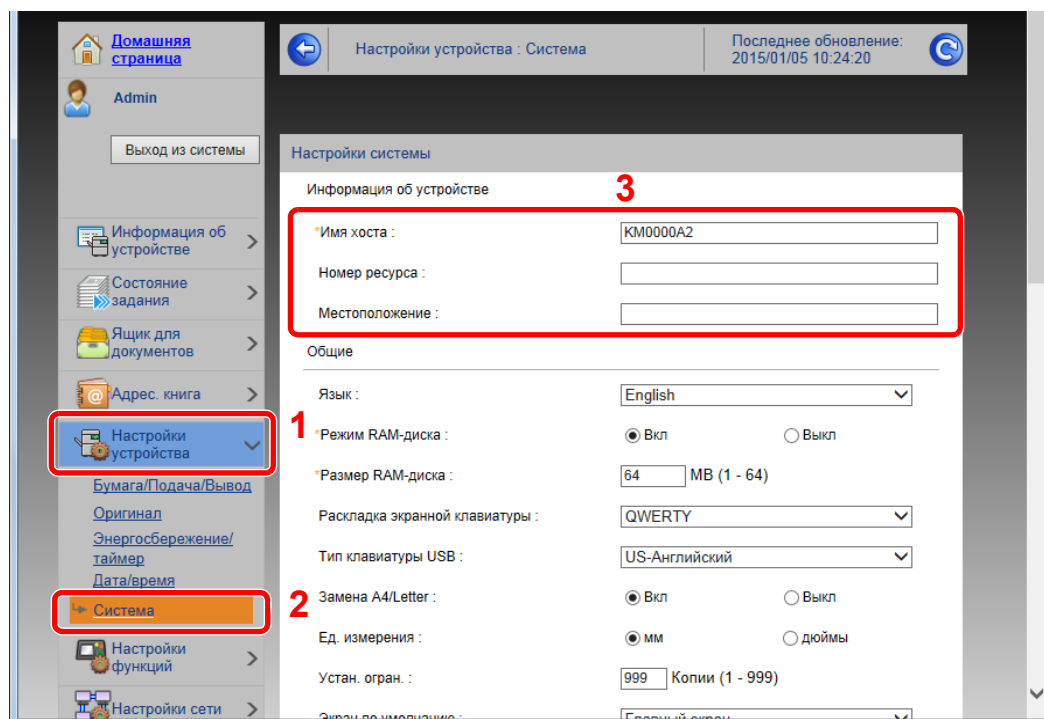 Домашняя
страница
Admin
Выход из системы
Информация об
устройстве
Состояние
задания
Ящик для
документов
Адрес. книга
1
Настройки
устройства
Бумага/Подача/Вывод
Оригинал
Энергосбережение/
таймер
Дата/время
2
Система
Настройки
функций
Настройки сети
Настройки устройства : Система
Последнее обновление:
2015/01/05 10:24:20
Настройки системы
Информация об устройстве
3
*Имя хоста : KM0000A2
Номер ресурса :
Местоположение :
Общие
Язык : English
*Режим RAM-диска : Вкл Выкл
*Размер RAM-диска : 64 MB (1 - 64)
Раскладка экранной клавиатуры : QWERTY
Тип клавиатуры USB : US-Английский
Замена A4/Letter : Вкл Выкл
Ед. измерения : мм дюймы
Устан. огран. : 999 Копии (1 - 999)
Экран по умолчанию : Главный экран